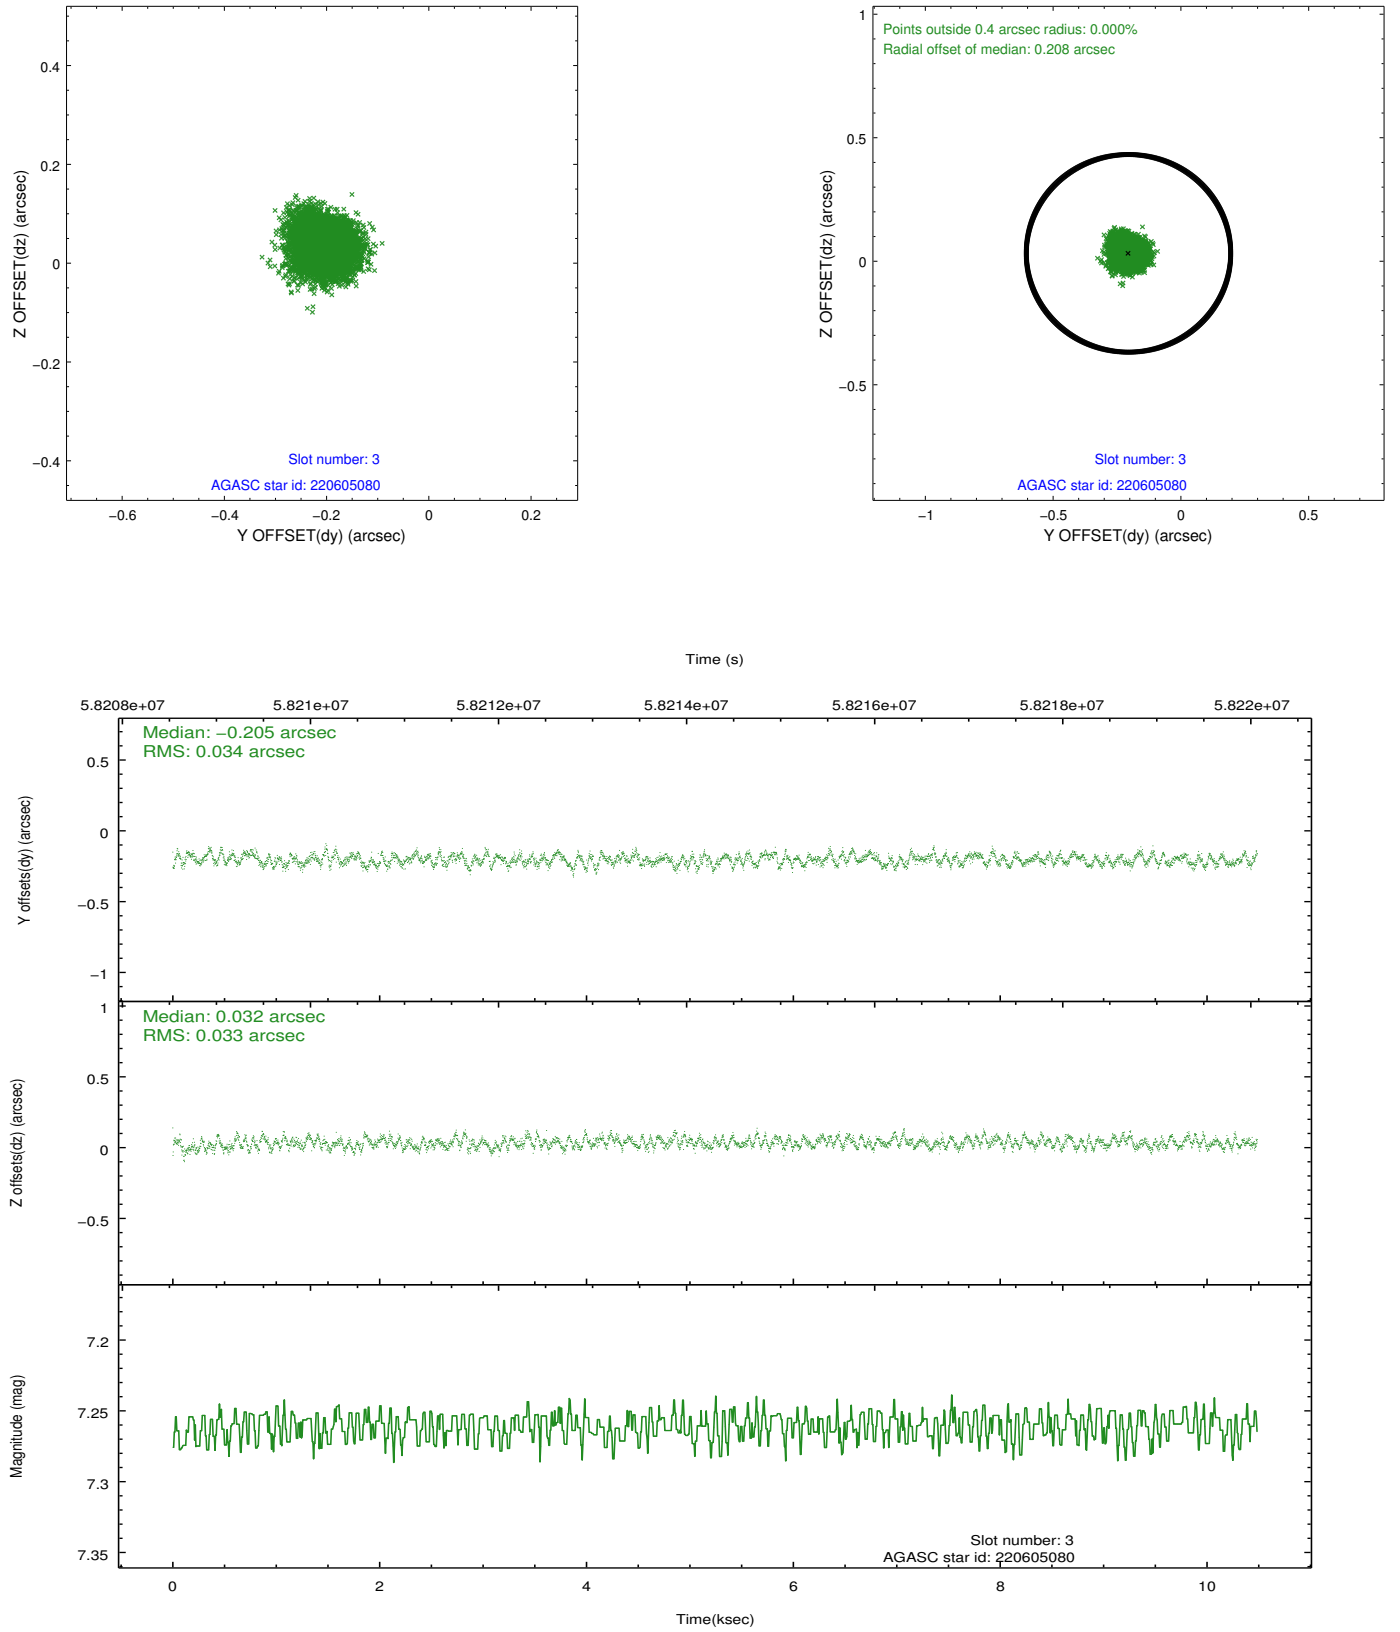 0.4
0.2
0
−0.2
−0.4
Z OFFSET(dz) (arcsec)
Slot number: 3
AGASC star id: 220605080
−0.6
−0.4
−0.2
0
0.2
Y OFFSET(dy) (arcsec)
Points outside 0.4 arcsec radius: 0.000%
Radial offset of median: 0.208 arcsec
1
0.5
0
−0.5
Z OFFSET(dz) (arcsec)
Slot number: 3
AGASC star id: 220605080
−1
−0.5
0
0.5
Y OFFSET(dy) (arcsec)
Time (s)
5.8208e+07
5.821e+07
5.8212e+07
5.8214e+07
5.8216e+07
5.8218e+07
5.822e+07
Median: −0.205 arcsec
RMS: 0.034 arcsec
0.5
0
−0.5
−1
Y offsets(dy) (arcsec)
Median: 0.032 arcsec
RMS: 0.033 arcsec
1
0.5
0
−0.5
Z offsets(dz) (arcsec)
7.2
7.25
7.3
7.35
Magnitude (mag)
Slot number: 3
AGASC star id: 220605080
0
2
4
6
8
10
Time(ksec)